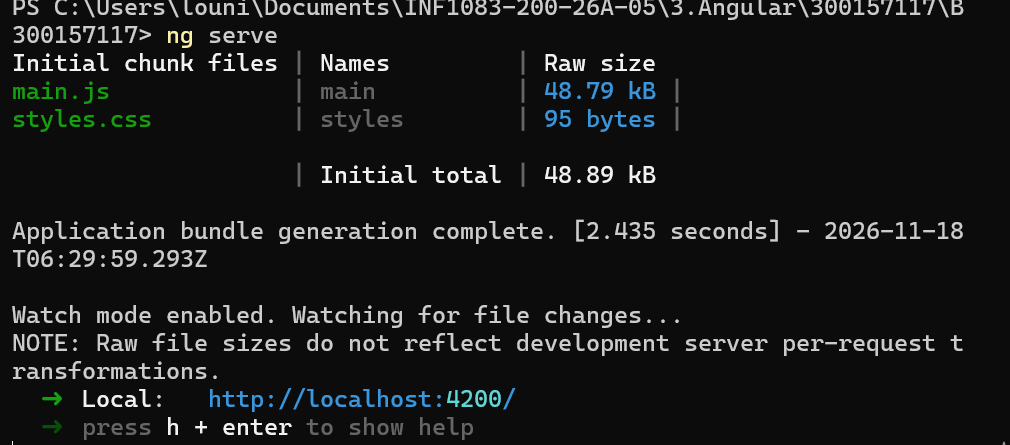 PS C:\Users\louni\Documents\INF1083-200-26A-05\3.Angular\300157117\B
300157117> ng serve
Initial chunk files | Names | Raw size
main.js | main | 48.79 kB |
styles.css | styles | 95 bytes |
| Initial total | 48.89 kB
Application bundle generation complete. [2.435 seconds] - 2026-11-18
T06:29:59.293Z
Watch mode enabled. Watching for file changes...
NOTE: Raw file sizes do not reflect development server per-request t
ransformations.
➜ Local: http://localhost:4200/
➜ press h + enter to show help